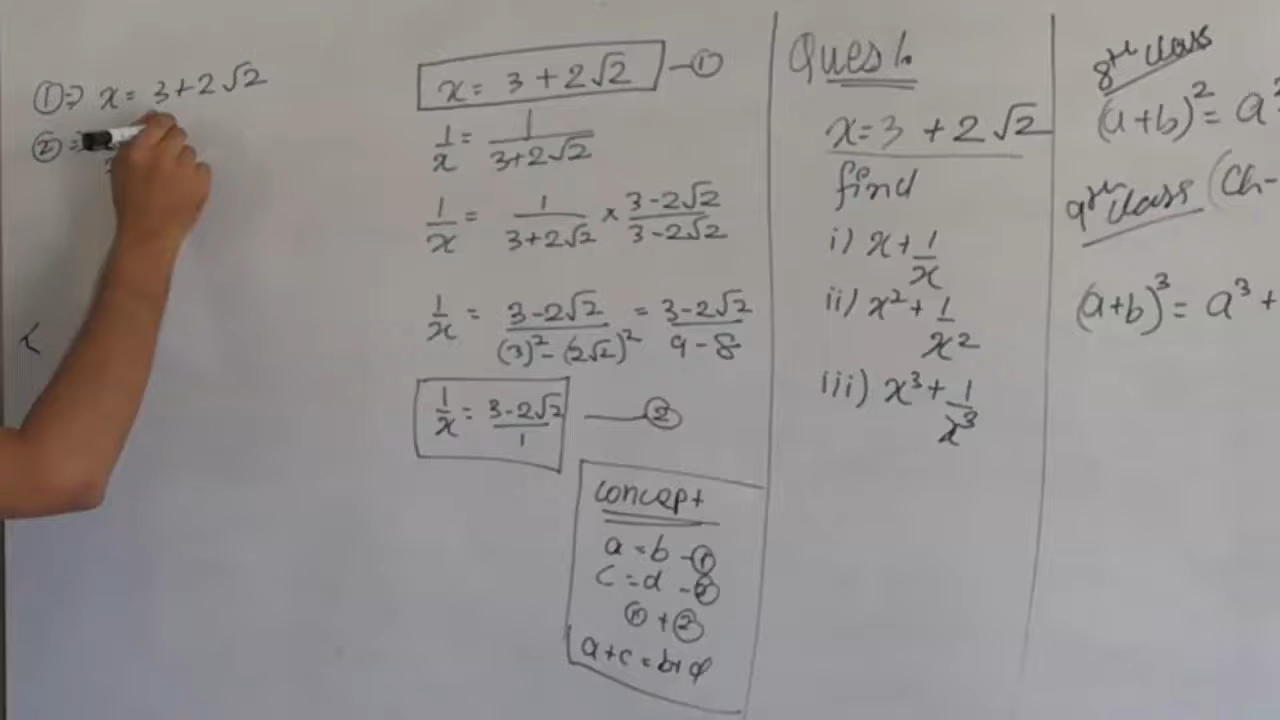 ①⇒ x = 3+2√2
② =
x = 3+2√2 —①
1/x = 1/(3+2√2)
1/x = 1/(3+2√2) × (3-2√2)/(3-2√2)
1/x = (3-2√2)/((3)²-(2√2)²) = (3-2√2)/(9-8)
1/x = (3-2√2)/1 —②
concept
a = b -①
c = d -②
① + ②
a+c = b+d
Ques 1.
x=3+2√2
find
i) x+1/x
ii) x²+1/x²
iii) x³+1/x³
8th class
(a+b)² = a²
9th class (Ch-
(a+b)³ = a³ +